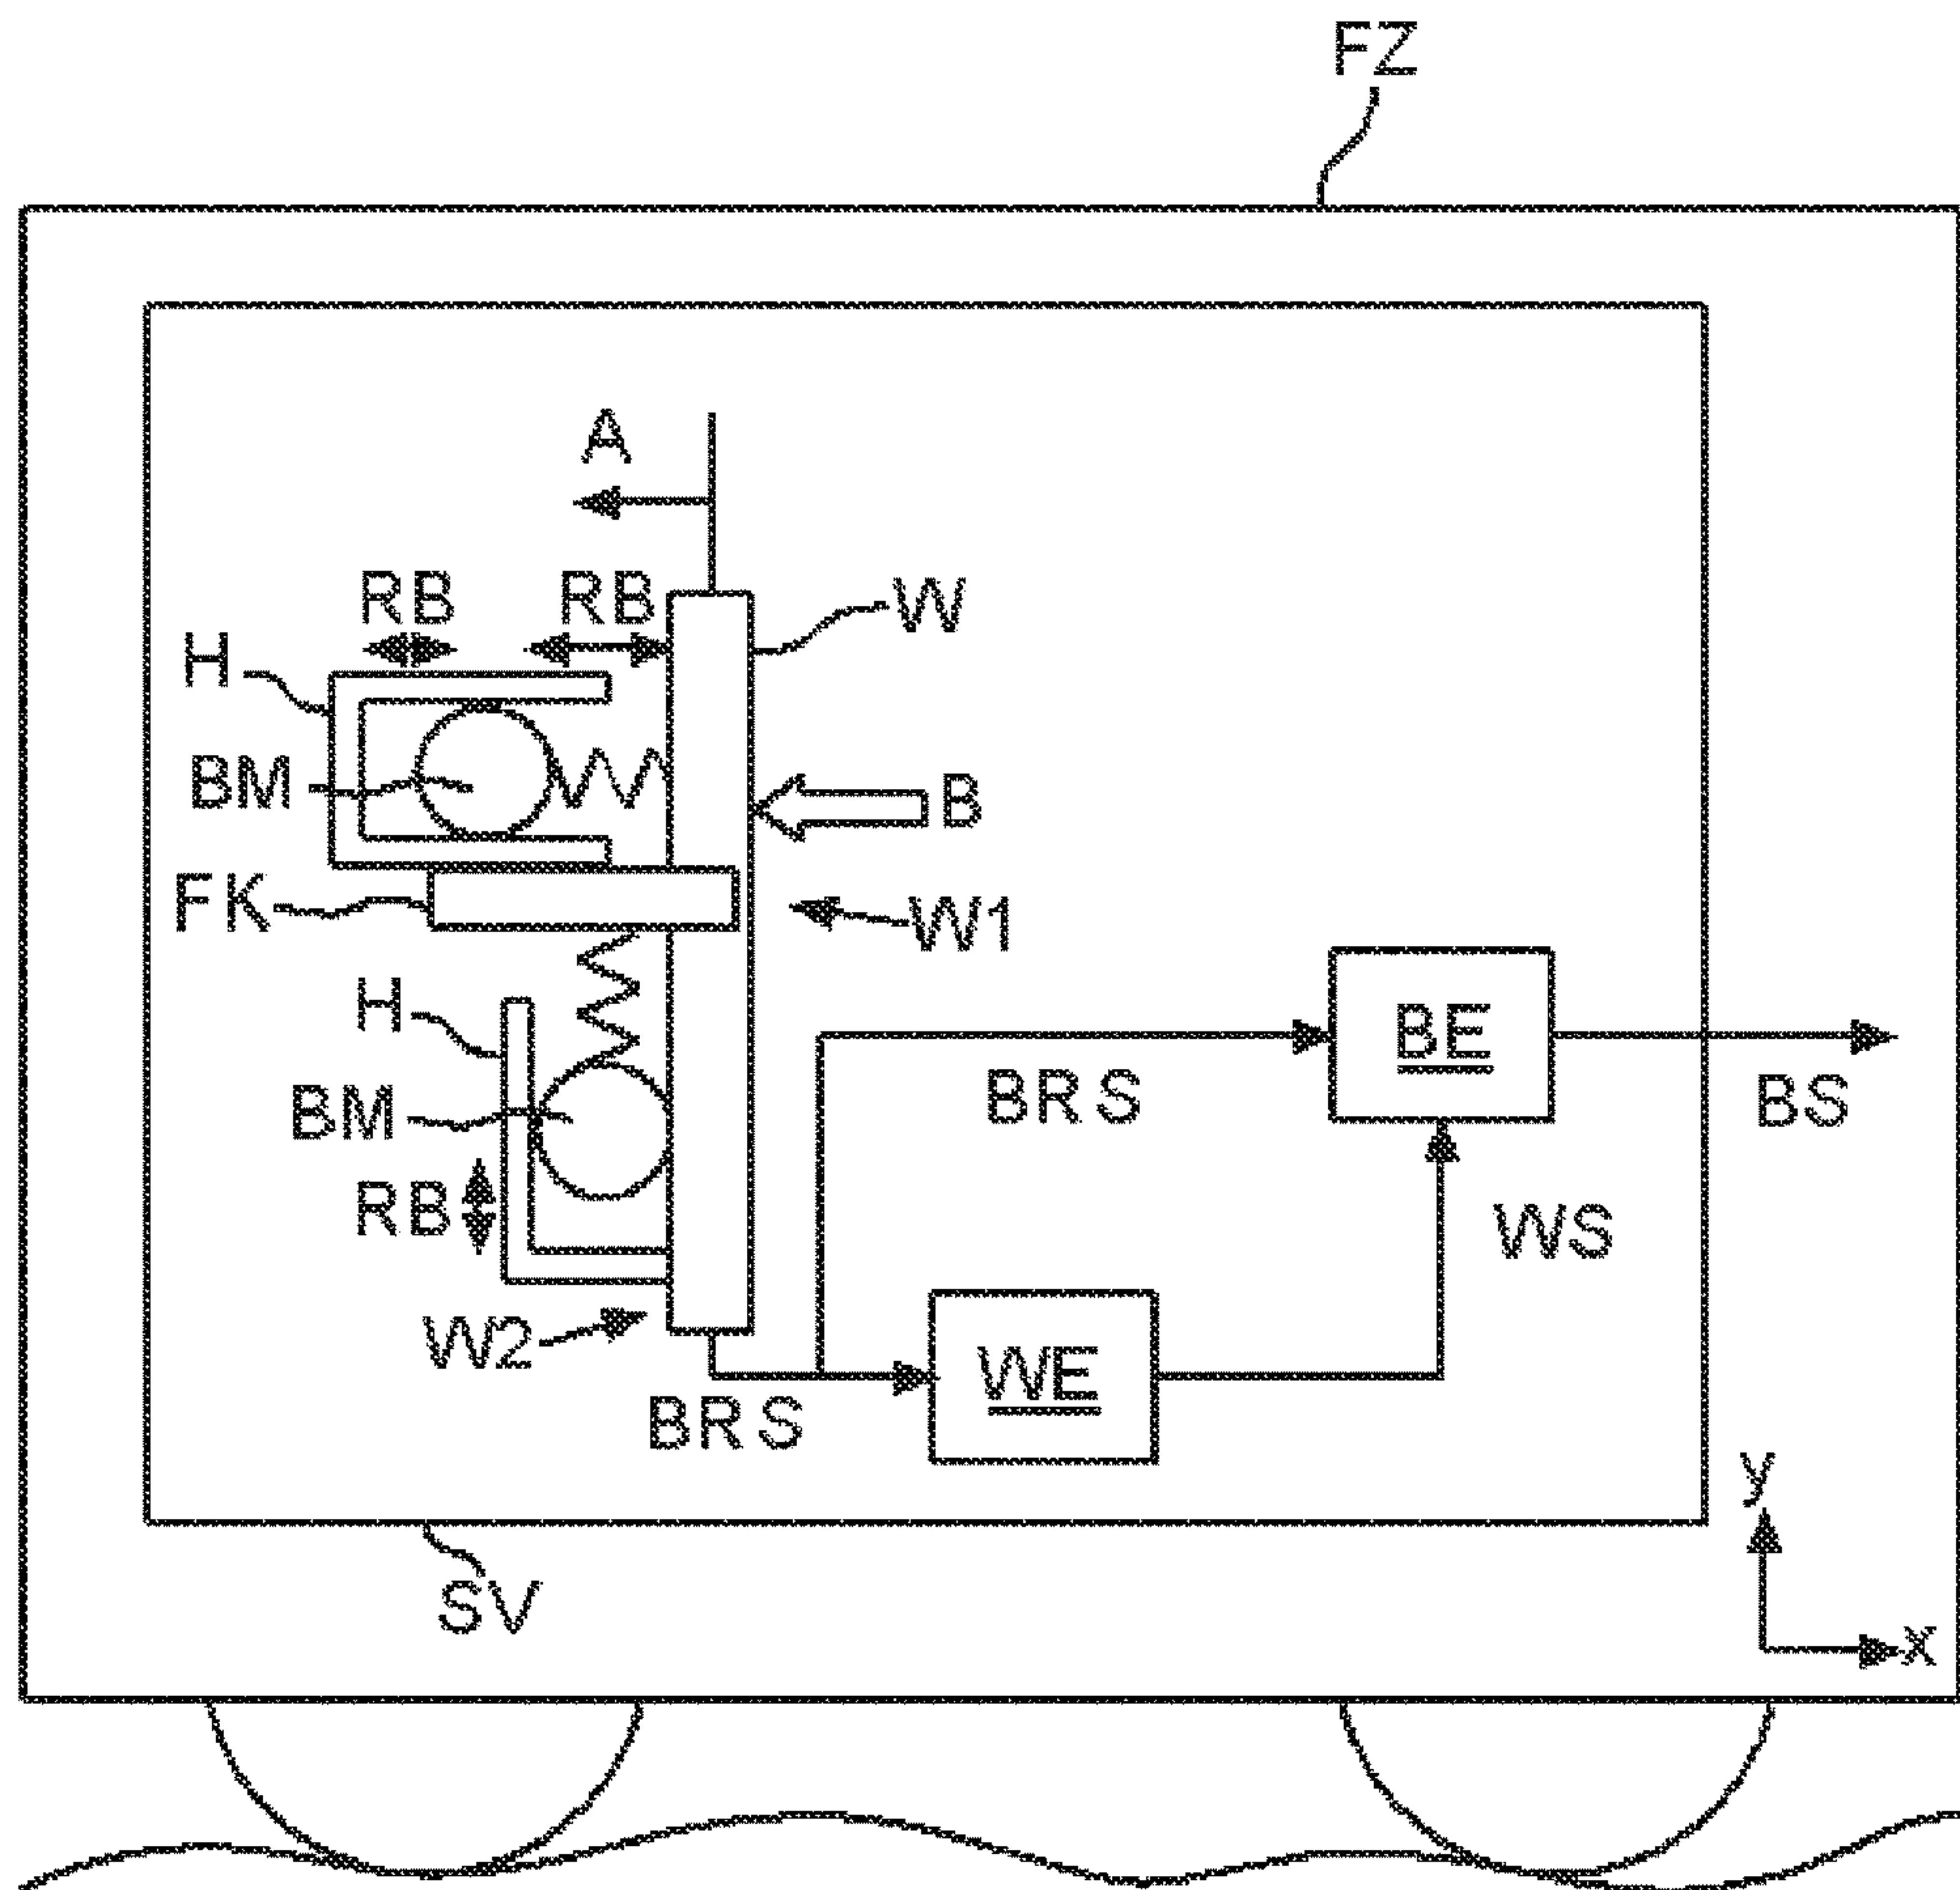 FZ
A
RB RB W
H
BM B
FK W1
H BE
BM BRS BS
RB WS
W2 WE
BRS
y
SV x